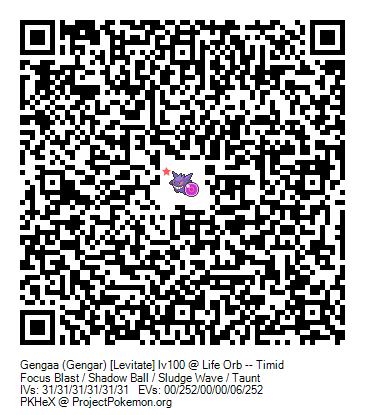 Gengaa (Gengar) [Levitate] lv100 @ Life Orb -- Timid
Focus Blast / Shadow Ball / Sludge Wave / Taunt
IVs: 31/31/31/31/31/31   EVs: 00/252/00/00/06/252
PKHeX @ ProjectPokemon.org